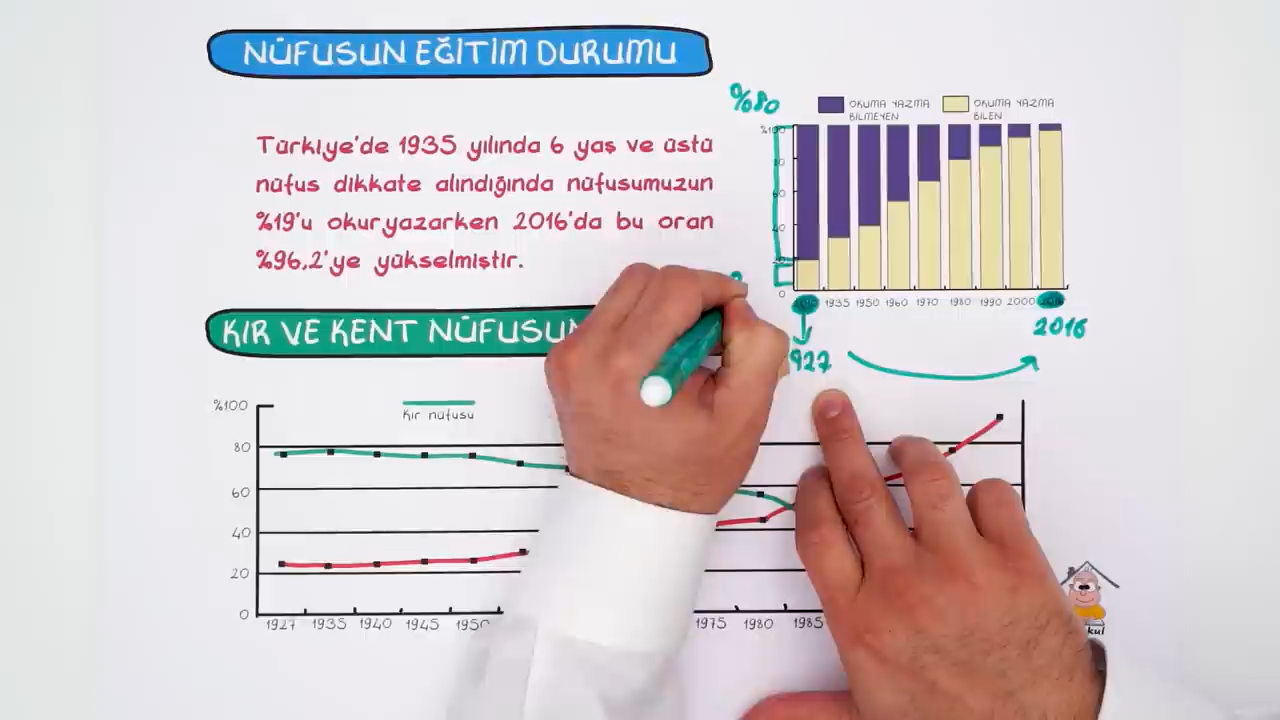 NÜFUSUN EĞİTİM DURUMU
Türkiye'de 1935 yılında 6 yaş ve üstü
nüfus dikkate alındığında nüfusumuzun
%19'u okuryazarken 2016'da bu oran
%96,2'ye yükselmiştir.
%80
OKUMA YAZMA BİLMEYEN
OKUMA YAZMA BİLEN
%100
80
60
40
20
0
1935 1950 1960 1970 1980 1990 2000 2016
927
2016
KIR VE KENT NÜFUSUN
Kır nüfusu
%100
80
60
40
20
0
1927 1935 1940 1945 1950 1975 1980 1985